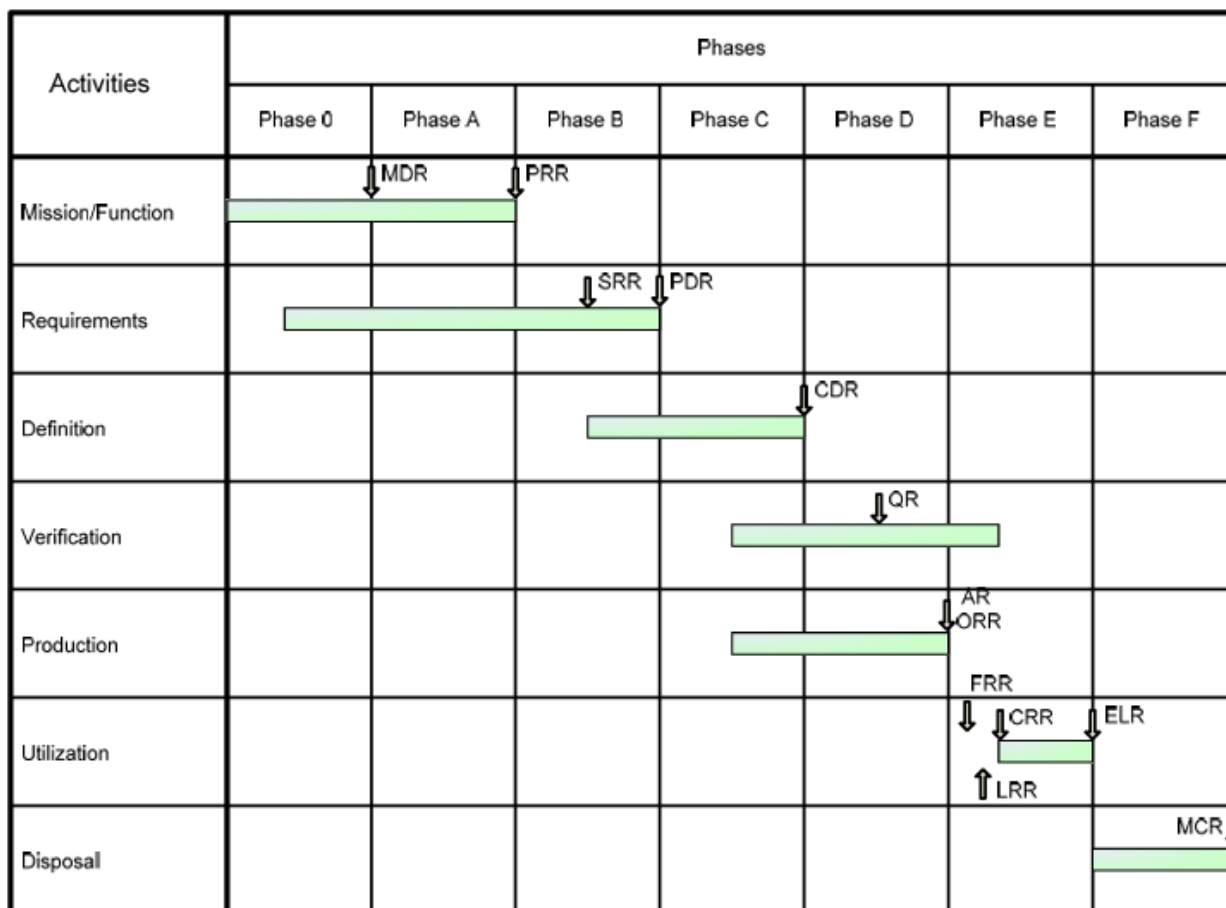 Activities
Phases
Phase 0
Phase A
Phase B
Phase C
Phase D
Phase E
Phase F
MDR
PRR
Mission/Function
SRR
PDR
Requirements
CDR
Definition
QR
Verification
AR
ORR
Production
FRR
CRR
ELR
Utilization
LRR
MCR
Disposal